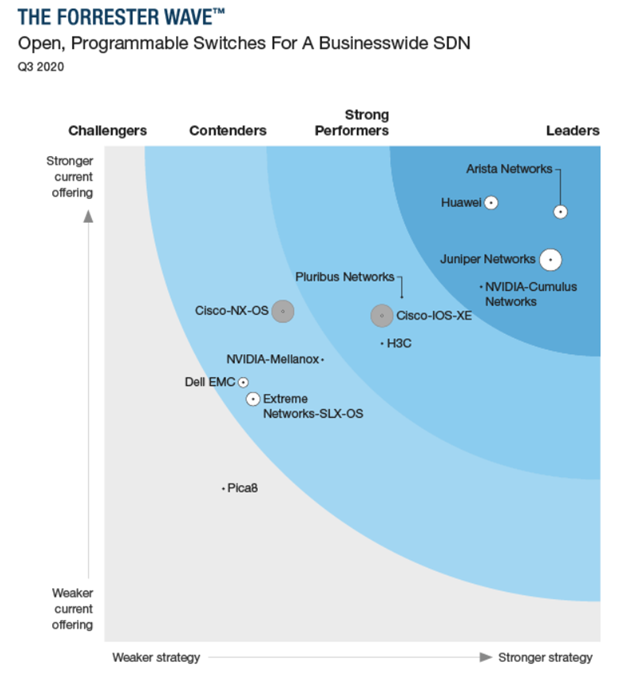 THE FORRESTER WAVE™
Open, Programmable Switches For A Businesswide SDN
Q3 2020
Challengers
Contenders
Strong
Performers
Leaders
Stronger
current
offering
Arista Networks
Huawei
Juniper Networks
NVIDIA-Cumulus
Networks
Pluribus Networks
Cisco-NX-OS
Cisco-IOS-XE
H3C
NVIDIA-Mellanox
Dell EMC
Extreme
Networks-SLX-OS
Pica8
Weaker
current
offering
Weaker strategy
Stronger strategy